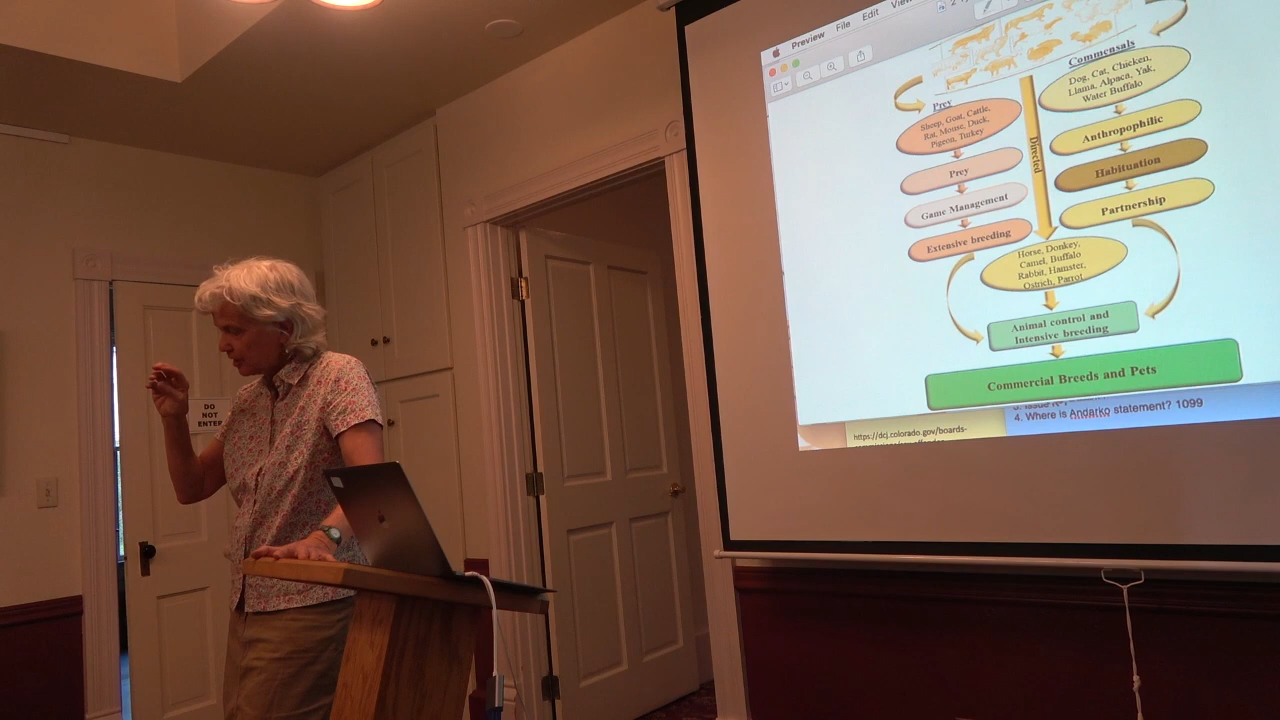 Preview File Edit View
Prey
Sheep, Goat, Cattle,
Rat, Mouse, Duck,
Pigeon, Turkey
Prey
Game Management
Extensive breeding
Directed
Commensals
Dog, Cat, Chicken,
Llama, Alpaca, Yak,
Water Buffalo
Anthropophilic
Habituation
Partnership
Horse, Donkey,
Camel, Buffalo
Rabbit, Hamster,
Ostrich, Parrot
Animal control and
Intensive breeding
Commercial Breeds and Pets
4. Where is Andarko statement? 1099
https://dcj.colorado.gov/boards-
DO
NOT
ENTER